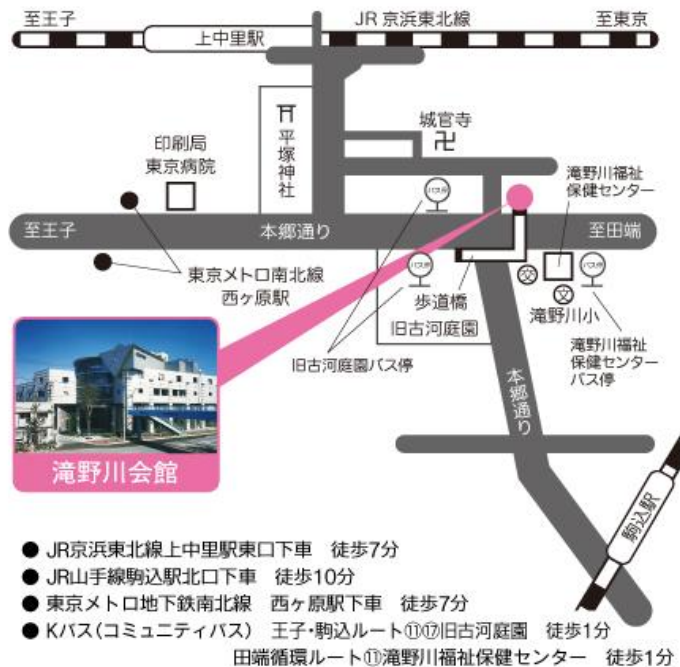 至王子
JR 京浜東北線
至東京
上中里駅
城官寺
平塚神社
印刷局
東京病院
滝野川福祉
保健センター
バス停
至王子
本郷通り
至田端
東京メトロ南北線
西ヶ原駅
バス停
歩道橋
文
文
バス停
滝野川小
旧古河庭園
旧古河庭園バス停
滝野川福祉
保健センター
バス停
本郷通り
滝野川会館
駒込駅
● JR京浜東北線上中里駅東口下車 徒歩7分
● JR山手線駒込駅北口下車 徒歩10分
● 東京メトロ地下鉄南北線 西ヶ原駅下車 徒歩7分
● Kバス(コミュニティバス) 王子・駒込ルート⑪⑰旧古河庭園 徒歩1分
田端循環ルート⑪滝野川福祉保健センター 徒歩1分